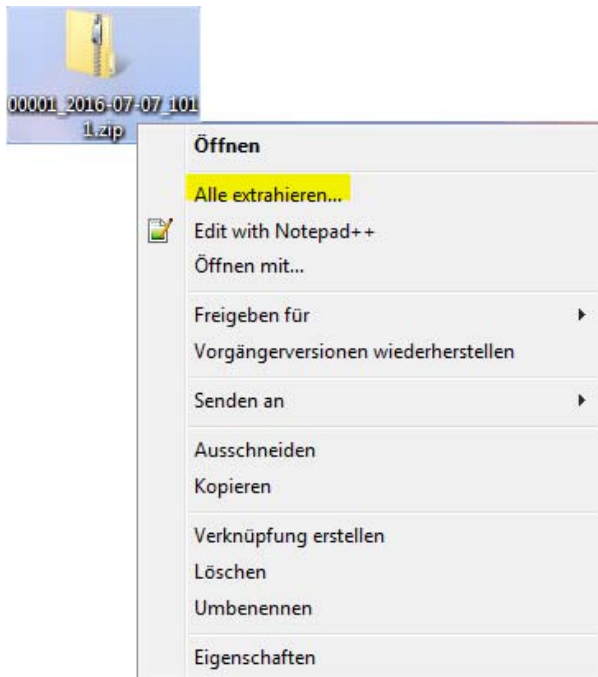 00001_2016-07-07_101
1.zip
Öffnen
Alle extrahieren...
Edit with Notepad++
Öffnen mit...
Freigeben für
Vorgängerversionen wiederherstellen
Senden an
Ausschneiden
Kopieren
Verknüpfung erstellen
Löschen
Umbenennen
Eigenschaften